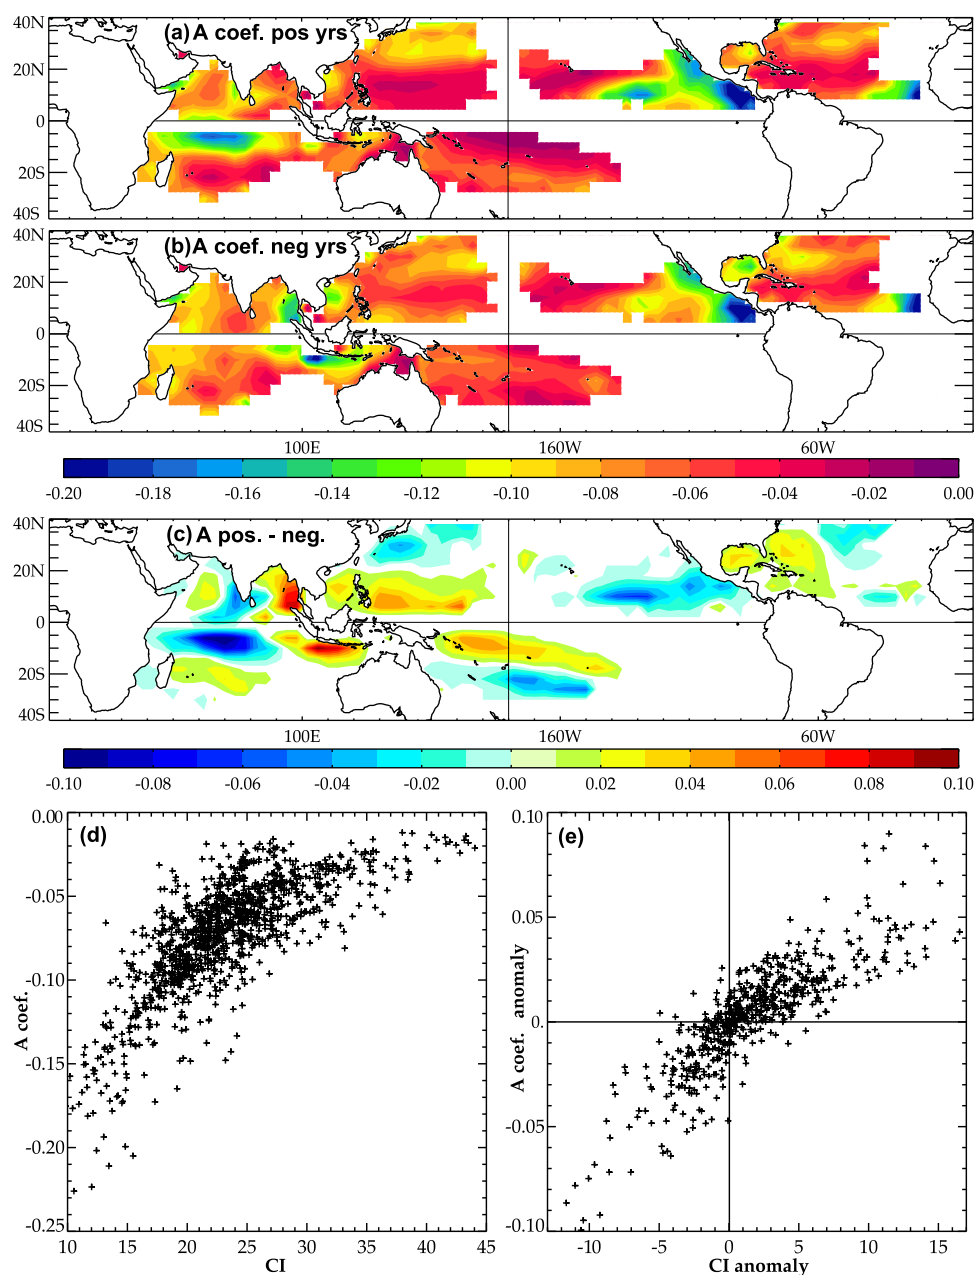 (a) A coef. pos yrs
40N
20N
0
20S
40S
(b) A coef. neg yrs
40N
20N
0
20S
40S
100E 160W 60W
-0.20 -0.18 -0.16 -0.14 -0.12 -0.10 -0.08 -0.06 -0.04 -0.02 0.00
(c) A pos. - neg.
40N
20N
0
20S
40S
100E 160W 60W
-0.10 -0.08 -0.06 -0.04 -0.02 0.00 0.02 0.04 0.06 0.08 0.10
(d)
0.00
-0.05
-0.10
-0.15
-0.20
-0.25
A coef.
10 15 20 25 30 35 40 45
CI
(e)
0.10
0.05
0.
-0.05
-0.10
A coef. anomaly
-10 -5 0 5 10 15
CI anomaly